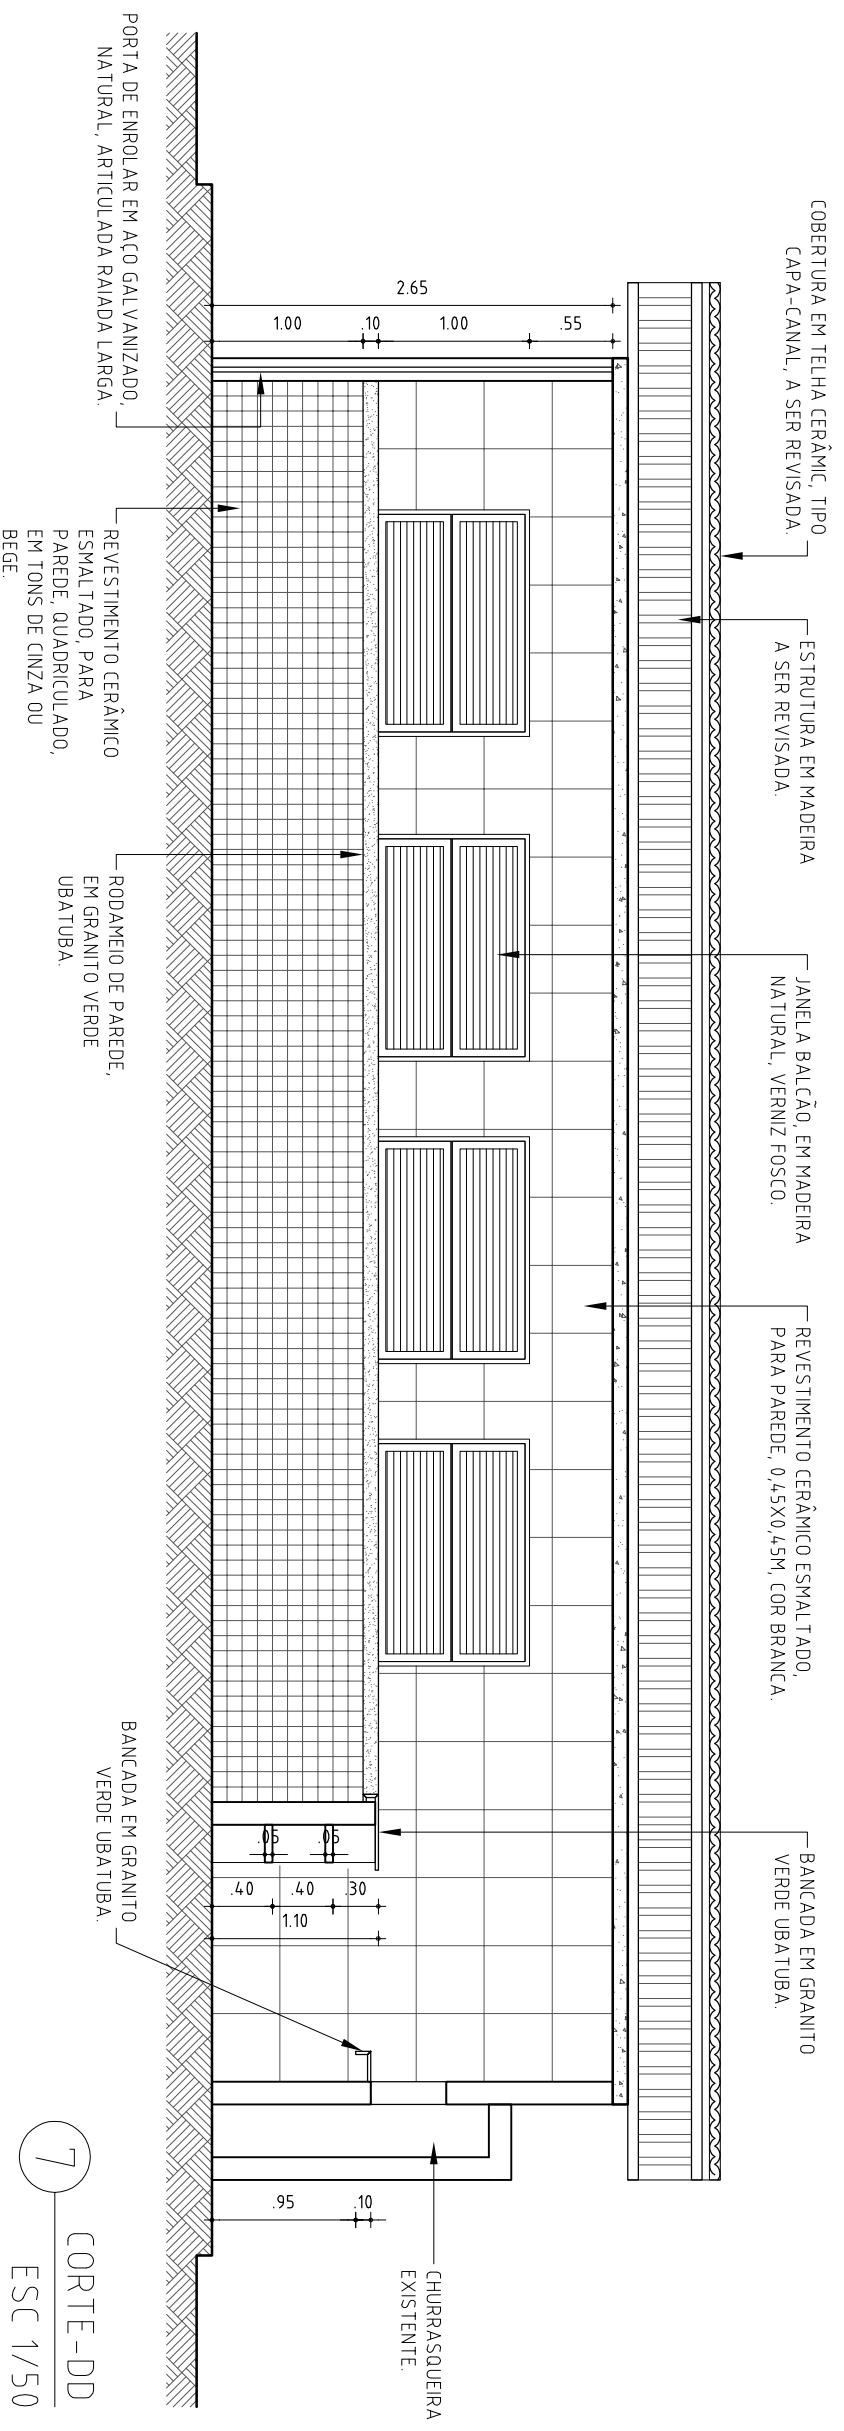 COBERTURA EM TELHA CERÂMIC, TIPO
CAPA-CANAL, A SER REVISADA.
ESTRUTURA EM MADEIRA
A SER REVISADA.
JANELA BALCÃO, EM MADEIRA
NATURAL, VERNIZ FOSCO.
REVESTIMENTO CERÂMICO ESMALTADO,
PARA PAREDE, 0,45X0,45M, COR BRANCA.
BANCADA EM GRANITO
VERDE UBATUBA.
2.65
1.00
.10
1.00
.55
.05
.05
.40
.40
.30
1.10
.95
.10
CHURRASQUEIRA
EXISTENTE.
PORTA DE ENROLAR EM AÇO GALVANIZADO,
NATURAL, ARTICULADA RAIADA LARGA.
REVESTIMENTO CERÂMICO
ESMALTADO, PARA
PAREDE, QUADRICULADO,
EM TONS DE CINZA OU
BEGE.
RODAMEIO DE PAREDE,
EM GRANITO VERDE
UBATUBA.
BANCADA EM GRANITO
VERDE UBATUBA.
7
CORTE-DD
ESC 1/50